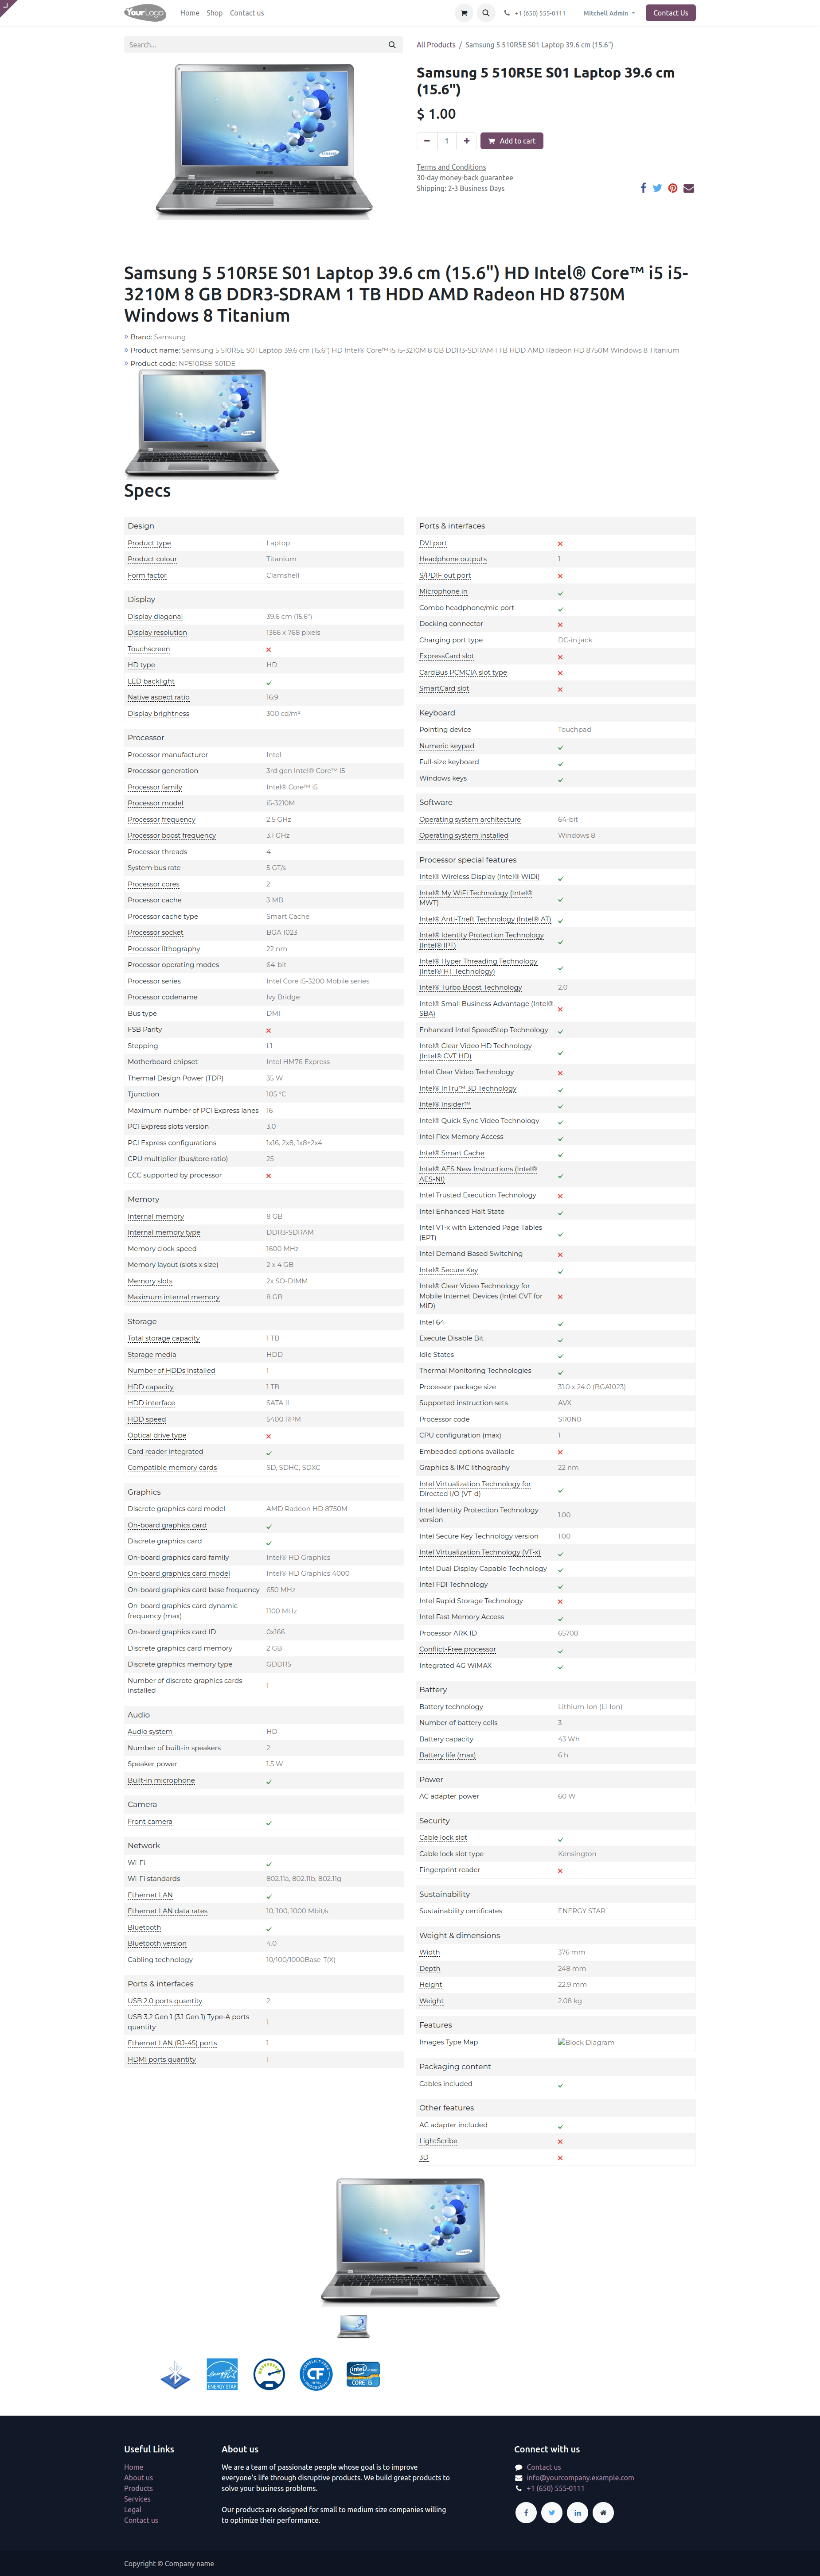 YourLogo
Home
Shop
Contact us
+1 (650) 555-0111
Mitchell Admin
Contact Us
Search...
All Products / Samsung 5 510R5E S01 Laptop 39.6 cm (15.6")
Samsung 5 510R5E S01 Laptop 39.6 cm
(15.6")
$ 1.00
1
Add to cart
Terms and Conditions
30-day money-back guarantee
Shipping: 2-3 Business Days
Samsung 5 510R5E S01 Laptop 39.6 cm (15.6") HD Intel® Core™ i5 i5-
3210M 8 GB DDR3-SDRAM 1 TB HDD AMD Radeon HD 8750M
Windows 8 Titanium
» Brand: Samsung
» Product name: Samsung 5 510R5E S01 Laptop 39.6 cm (15.6") HD Intel® Core™ i5 i5-3210M 8 GB DDR3-SDRAM 1 TB HDD AMD Radeon HD 8750M Windows 8 Titanium
» Product code: NP510R5E-S01DE
Specs
Design
Product type Laptop
Product colour Titanium
Form factor Clamshell
Display
Display diagonal 39.6 cm (15.6")
Display resolution 1366 x 768 pixels
Touchscreen
HD type HD
LED backlight
Native aspect ratio 16:9
Display brightness 300 cd/m²
Processor
Processor manufacturer Intel
Processor generation 3rd gen Intel® Core™ i5
Processor family Intel® Core™ i5
Processor model i5-3210M
Processor frequency 2.5 GHz
Processor boost frequency 3.1 GHz
Processor threads 4
System bus rate 5 GT/s
Processor cores 2
Processor cache 3 MB
Processor cache type Smart Cache
Processor socket BGA 1023
Processor lithography 22 nm
Processor operating modes 64-bit
Processor series Intel Core i5-3200 Mobile series
Processor codename Ivy Bridge
Bus type DMI
FSB Parity
Stepping L1
Motherboard chipset Intel HM76 Express
Thermal Design Power (TDP) 35 W
Tjunction 105 °C
Maximum number of PCI Express lanes 16
PCI Express slots version 3.0
PCI Express configurations 1x16, 2x8, 1x8+2x4
CPU multiplier (bus/core ratio) 25
ECC supported by processor
Memory
Internal memory 8 GB
Internal memory type DDR3-SDRAM
Memory clock speed 1600 MHz
Memory layout (slots x size) 2 x 4 GB
Memory slots 2x SO-DIMM
Maximum internal memory 8 GB
Storage
Total storage capacity 1 TB
Storage media HDD
Number of HDDs installed 1
HDD capacity 1 TB
HDD interface SATA II
HDD speed 5400 RPM
Optical drive type
Card reader integrated
Compatible memory cards SD, SDHC, SDXC
Graphics
Discrete graphics card model AMD Radeon HD 8750M
On-board graphics card
Discrete graphics card
On-board graphics card family Intel® HD Graphics
On-board graphics card model Intel® HD Graphics 4000
On-board graphics card base frequency 650 MHz
On-board graphics card dynamic
frequency (max) 1100 MHz
On-board graphics card ID 0x166
Discrete graphics card memory 2 GB
Discrete graphics memory type GDDR5
Number of discrete graphics cards
installed 1
Audio
Audio system HD
Number of built-in speakers 2
Speaker power 1.5 W
Built-in microphone
Camera
Front camera
Network
Wi-Fi
Wi-Fi standards 802.11a, 802.11b, 802.11g
Ethernet LAN
Ethernet LAN data rates 10, 100, 1000 Mbit/s
Bluetooth
Bluetooth version 4.0
Cabling technology 10/100/1000Base-T(X)
Ports & interfaces
USB 2.0 ports quantity 2
USB 3.2 Gen 1 (3.1 Gen 1) Type-A ports
quantity 1
Ethernet LAN (RJ-45) ports 1
HDMI ports quantity 1
Ports & interfaces
DVI port
Headphone outputs 1
S/PDIF out port
Microphone in
Combo headphone/mic port
Docking connector
Charging port type DC-in jack
ExpressCard slot
CardBus PCMCIA slot type
SmartCard slot
Keyboard
Pointing device Touchpad
Numeric keypad
Full-size keyboard
Windows keys
Software
Operating system architecture 64-bit
Operating system installed Windows 8
Processor special features
Intel® Wireless Display (Intel® WiDi)
Intel® My WiFi Technology (Intel®
MWT)
Intel® Anti-Theft Technology (Intel® AT)
Intel® Identity Protection Technology
(Intel® IPT)
Intel® Hyper Threading Technology
(Intel® HT Technology)
Intel® Turbo Boost Technology 2.0
Intel® Small Business Advantage (Intel®
SBA)
Enhanced Intel SpeedStep Technology
Intel® Clear Video HD Technology
(Intel® CVT HD)
Intel Clear Video Technology
Intel® InTru™ 3D Technology
Intel® Insider™
Intel® Quick Sync Video Technology
Intel Flex Memory Access
Intel® Smart Cache
Intel® AES New Instructions (Intel®
AES-NI)
Intel Trusted Execution Technology
Intel Enhanced Halt State
Intel VT-x with Extended Page Tables
(EPT)
Intel Demand Based Switching
Intel® Secure Key
Intel® Clear Video Technology for
Mobile Internet Devices (Intel CVT for
MID)
Intel 64
Execute Disable Bit
Idle States
Thermal Monitoring Technologies
Processor package size 31.0 x 24.0 (BGA1023)
Supported instruction sets AVX
Processor code SR0N0
CPU configuration (max) 1
Embedded options available
Graphics & IMC lithography 22 nm
Intel Virtualization Technology for
Directed I/O (VT-d)
Intel Identity Protection Technology
version 1.00
Intel Secure Key Technology version 1.00
Intel Virtualization Technology (VT-x)
Intel Dual Display Capable Technology
Intel FDI Technology
Intel Rapid Storage Technology
Intel Fast Memory Access
Processor ARK ID 65708
Conflict-Free processor
Integrated 4G WiMAX
Battery
Battery technology Lithium-Ion (Li-Ion)
Number of battery cells 3
Battery capacity 43 Wh
Battery life (max) 6 h
Power
AC adapter power 60 W
Security
Cable lock slot
Cable lock slot type Kensington
Fingerprint reader
Sustainability
Sustainability certificates ENERGY STAR
Weight & dimensions
Width 376 mm
Depth 248 mm
Height 22.9 mm
Weight 2.08 kg
Features
Images Type Map Block Diagram
Packaging content
Cables included
Other features
AC adapter included
LightScribe
3D
ENERGY STAR
CF
intel
CORE i5
Useful Links
Home
About us
Products
Services
Legal
Contact us
About us
We are a team of passionate people whose goal is to improve
everyone's life through disruptive products. We build great products to
solve your business problems.
Our products are designed for small to medium size companies willing
to optimize their performance.
Connect with us
Contact us
info@yourcompany.example.com
+1 (650) 555-0111
Copyright © Company name